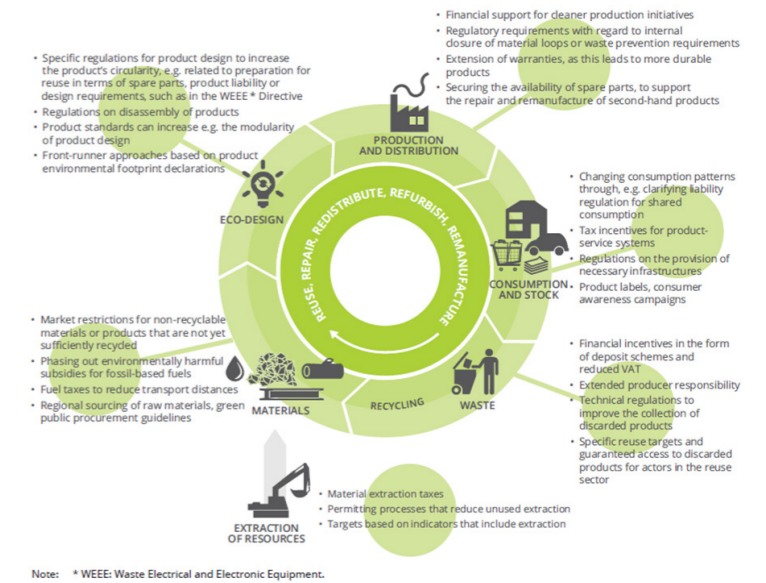 • Financial support for cleaner production initiatives
• Regulatory requirements with regard to internal
closure of material loops or waste prevention requirements
• Extension of warranties, as this leads to more durable
products
• Securing the availability of spare parts, to support
the repair and remanufacture of second-hand products
• Specific regulations for product design to increase
the product's circularity, e.g. related to preparation for
reuse in terms of spare parts, product liability or
design requirements, such as in the WEEE * Directive
• Regulations on disassembly of products
• Product standards can increase e.g. the modularity
of product design
• Front-runner approaches based on product
environmental footprint declarations
PRODUCTION
AND DISTRIBUTION
ECO-DESIGN
REUSE, REPAIR, REDISTRIBUTE, REFURBISH, REMANUFACTURE
• Changing consumption patterns
through, e.g. clarifying liability
regulation for shared
consumption
• Tax incentives for product-
service systems
• Regulations on the provision of
necessary infrastructures
• Product labels, consumer
awareness campaigns
CONSUMPTION
AND STOCK
• Market restrictions for non-recyclable
materials or products that are not yet
sufficiently recycled
• Phasing out environmentally harmful
subsidies for fossil-based fuels
• Fuel taxes to reduce transport distances
• Regional sourcing of raw materials, green
public procurement guidelines
MATERIALS
RECYCLING
WASTE
• Financial incentives in the form
of deposit schemes and
reduced VAT
• Extended producer responsibility
• Technical regulations to
improve the collection of
discarded products
• Specific reuse targets and
guaranteed access to discarded
products for actors in the reuse
sector
EXTRACTION
OF RESOURCES
• Material extraction taxes
• Permitting processes that reduce unused extraction
• Targets based on indicators that include extraction
Note: * WEEE: Waste Electrical and Electronic Equipment.